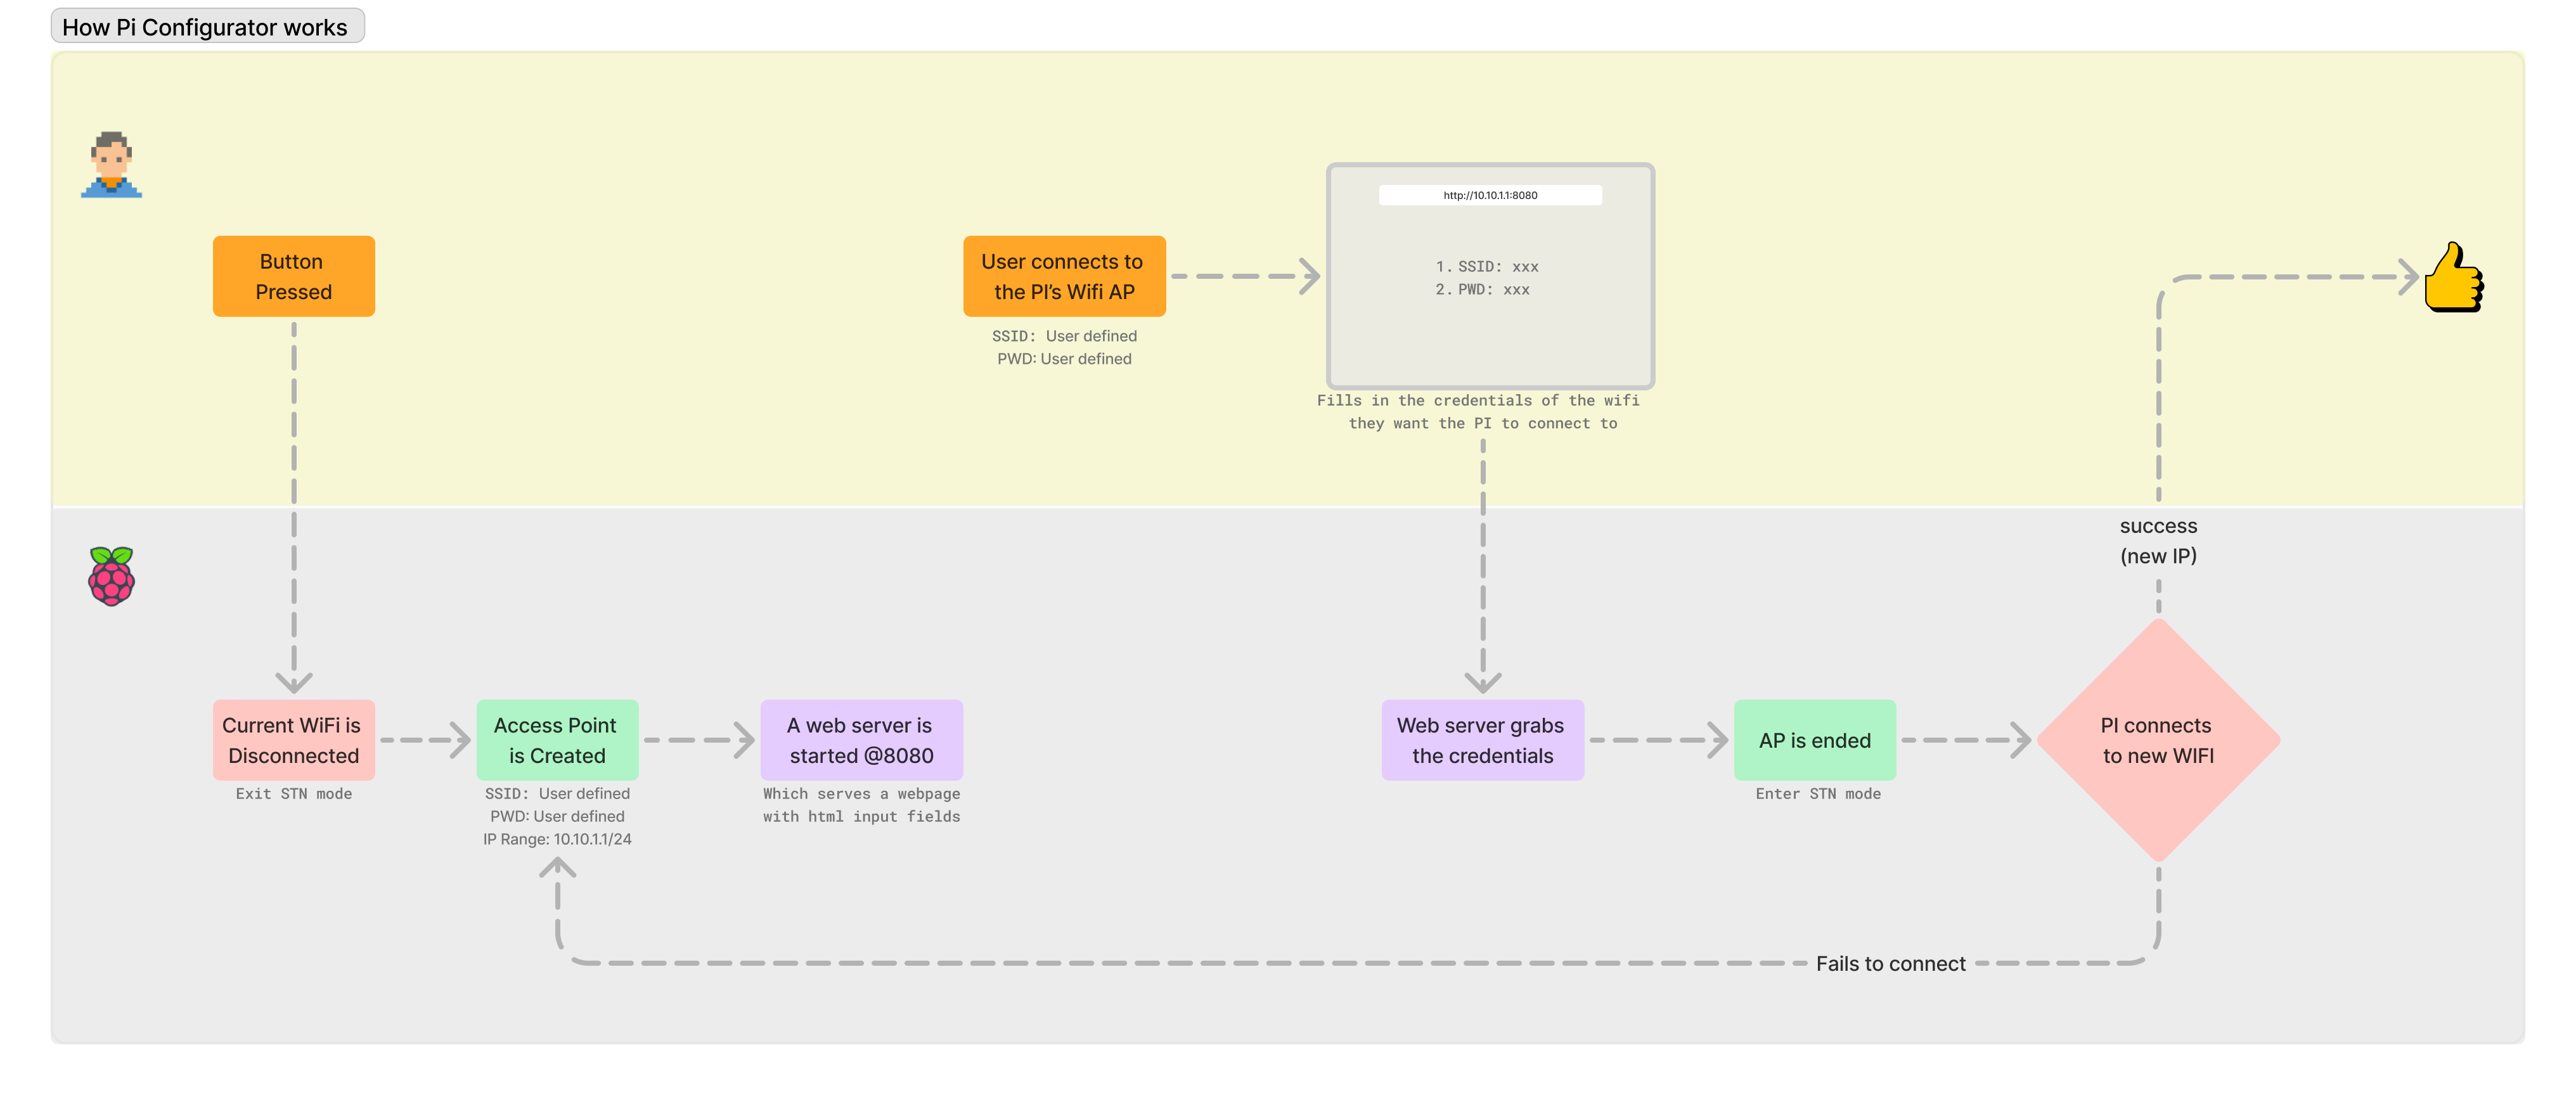 How Pi Configurator works
Button
Pressed
User connects to
the PI's Wifi AP
SSID: User defined
PWD: User defined
http://10.10.1.1:8080
1. SSID: xxx
2. PWD: xxx
Fills in the credentials of the wifi
they want the PI to connect to
success
(new IP)
Current WiFi is
Disconnected
Exit STN mode
Access Point
is Created
SSID: User defined
PWD: User defined
IP Range: 10.10.1.1/24
A web server is
started @8080
Which serves a webpage
with html input fields
Web server grabs
the credentials
AP is ended
Enter STN mode
PI connects
to new WIFI
Fails to connect